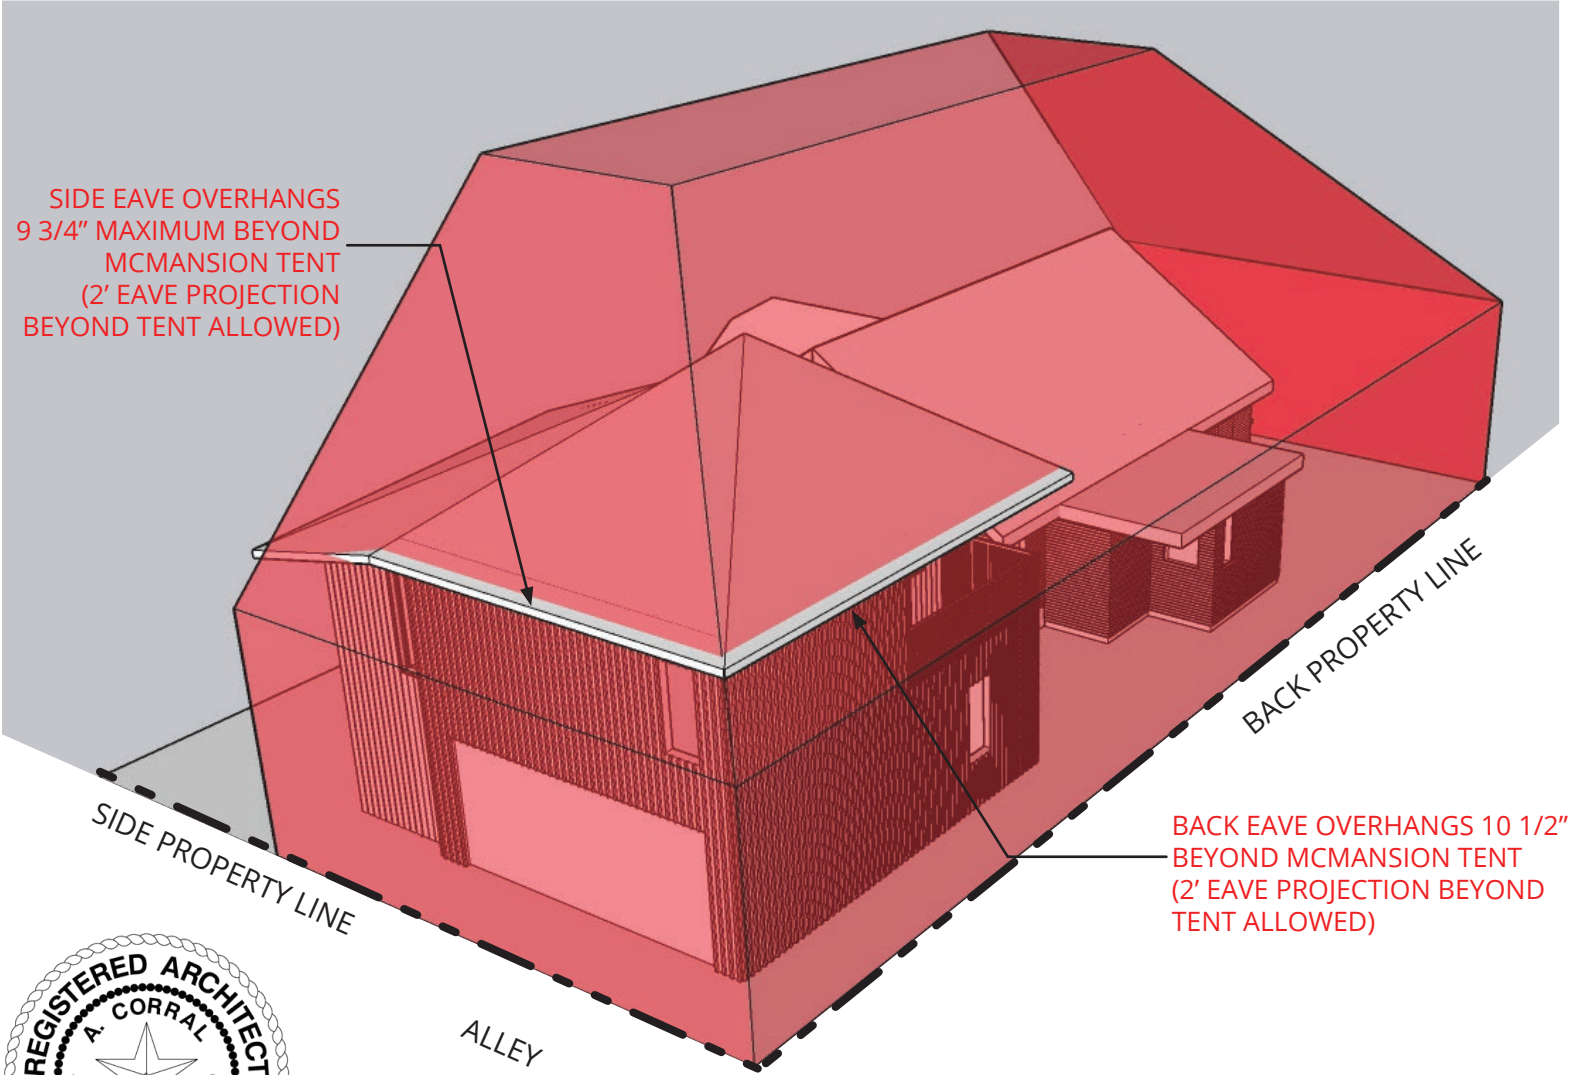 SIDE EAVE OVERHANGS
9 3/4” MAXIMUM BEYOND
MCMANSION TENT
(2’ EAVE PROJECTION
BEYOND TENT ALLOWED)
BACK PROPERTY LINE
BACK EAVE OVERHANGS 10 1/2”
BEYOND MCMANSION TENT
(2’ EAVE PROJECTION BEYOND
TENT ALLOWED)
SIDE PROPERTY LINE
ALLEY
REGISTERED ARCHITECT
A. CORRAL